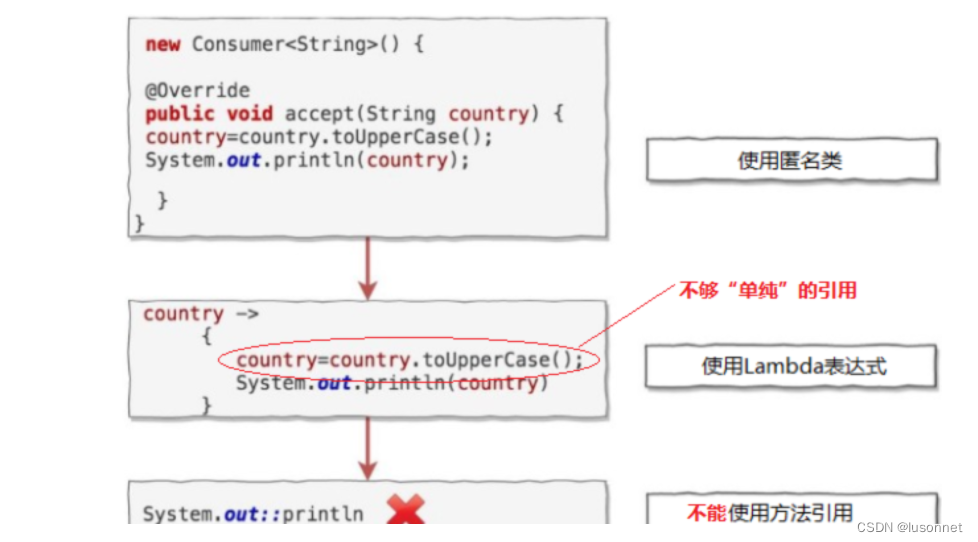 new Consumer<String>() {
@Override
public void accept(String country) {
country=country.toUpperCase();
System.out.println(country);
}
}
使用匿名类
不够“单纯”的引用
country ->
{
country=country.toUpperCase();
System.out.println(country)
}
使用Lambda表达式
System.out::println
不能使用方法引用
CSDN @lusonnet